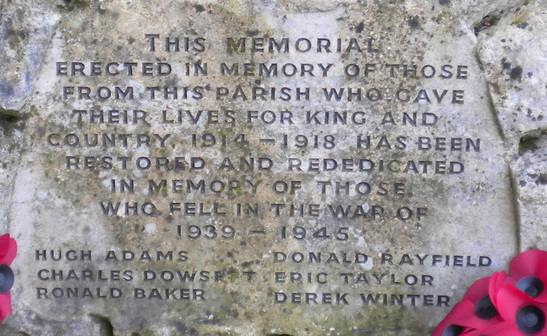 THIS MEMORIAL
ERECTED IN MEMORY OF THOSE
FROM THIS PARISH WHO GAVE
THEIR LIVES FOR KING AND
COUNTRY, 1914 – 1918, HAS BEEN
RESTORED AND REDEDICATED
IN MEMORY OF THOSE
WHO FELL IN THE WAR OF
1939 – 1945
HUGH ADAMS DONALD RAYFIELD
CHARLES DOWSETT ERIC TAYLOR
RONALD BAKER DEREK WINTER